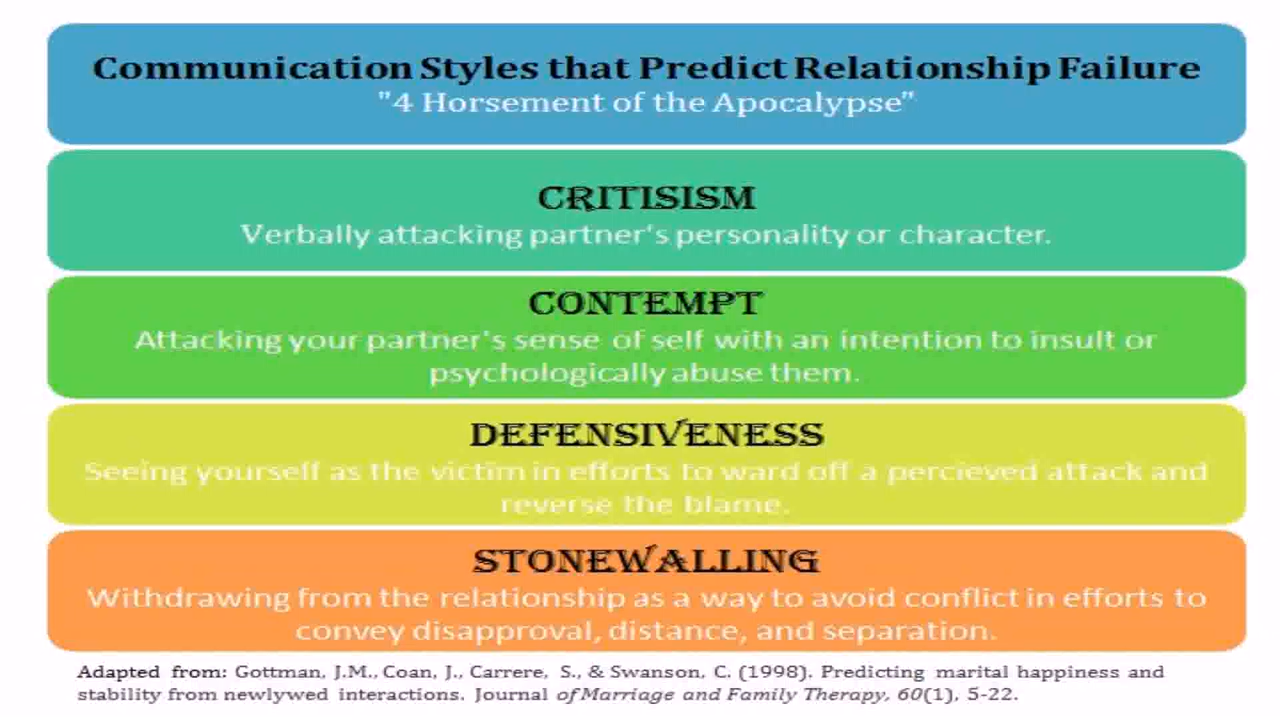 Communication Styles that Predict Relationship Failure
"4 Horsement of the Apocalypse"
CRITISISM
Verbally attacking partner's personality or character.
CONTEMPT
Attacking your partner's sense of self with an intention to insult or
psychologically abuse them.
DEFENSIVENESS
Seeing yourself as the victim in efforts to ward off a percieved attack and
reverse the blame.
STONEWALLING
Withdrawing from the relationship as a way to avoid conflict in efforts to
convey disapproval, distance, and separation.
Adapted from: Gottman, J.M., Coan, J., Carrere, S., & Swanson, C. (1998). Predicting marital happiness and
stability from newlywed interactions. Journal of Marriage and Family Therapy, 60(1), 5-22.